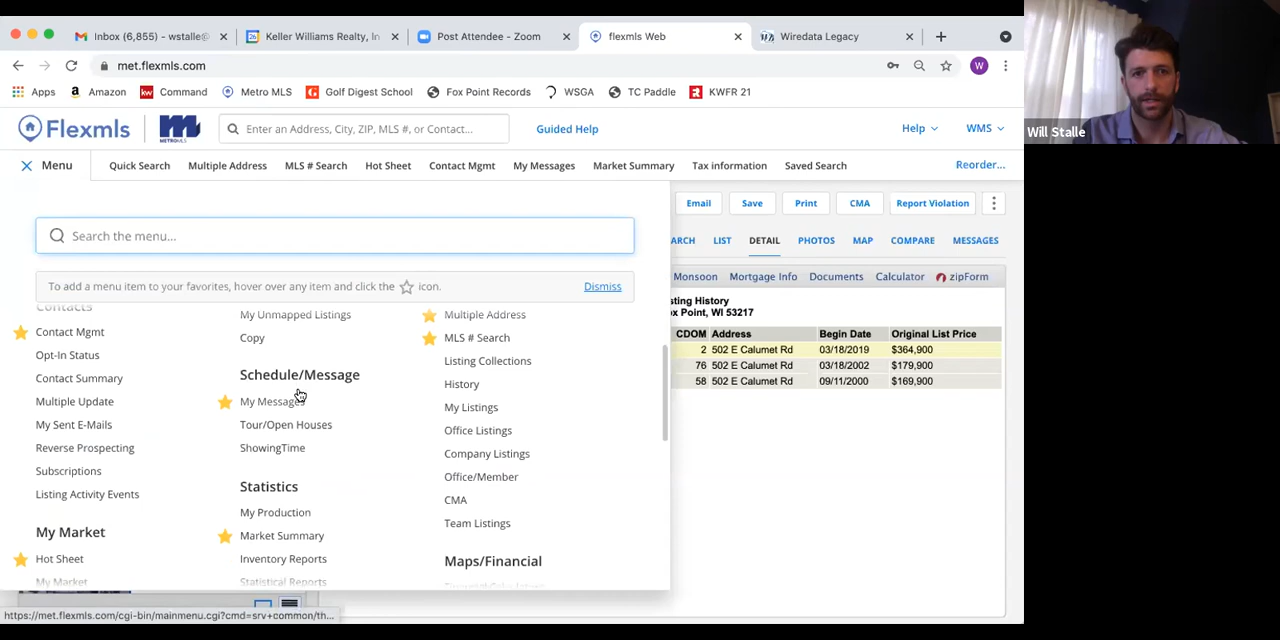 Inbox (6,855) - wstalle@
Keller Williams Realty, In
Post Attendee - Zoom
flexmls Web
Wiredata Legacy
met.flexmls.com
W
Apps
Amazon
kw Command
Metro MLS
Golf Digest School
Fox Point Records
WSGA
TC Paddle
KWFR 21
Will Stalle
Flexmls
METROMLS
Enter an Address, City, ZIP, MLS #, or Contact...
Guided Help
Help
WMS
Menu
Quick Search
Multiple Address
MLS # Search
Hot Sheet
Contact Mgmt
My Messages
Market Summary
Tax information
Saved Search
Reorder...
Email
Save
Print
CMA
Report Violation
ARCH
LIST
DETAIL
PHOTOS
MAP
COMPARE
MESSAGES
Monsoon
Mortgage Info
Documents
Calculator
zipForm
Search the menu...
To add a menu item to your favorites, hover over any item and click the icon.
Dismiss
Contacts
Contact Mgmt
Opt-In Status
Contact Summary
Multiple Update
My Sent E-Mails
Reverse Prospecting
Subscriptions
Listing Activity Events
My Market
Hot Sheet
My Market
My Unmapped Listings
Copy
Schedule/Message
My Messages
Tour/Open Houses
ShowingTime
Statistics
My Production
Market Summary
Inventory Reports
Statistical Reports
Multiple Address
MLS # Search
Listing Collections
History
My Listings
Office Listings
Company Listings
Office/Member
CMA
Team Listings
Maps/Financial
sting History
ox Point, WI 53217
CDOM Address Begin Date Original List Price
2 502 E Calumet Rd 03/18/2019 $364,900
76 502 E Calumet Rd 03/18/2002 $179,900
58 502 E Calumet Rd 09/11/2000 $169,900
https://met.flexmls.com/cgi-bin/mainmenu.cgi?cmd=srv+common/th...